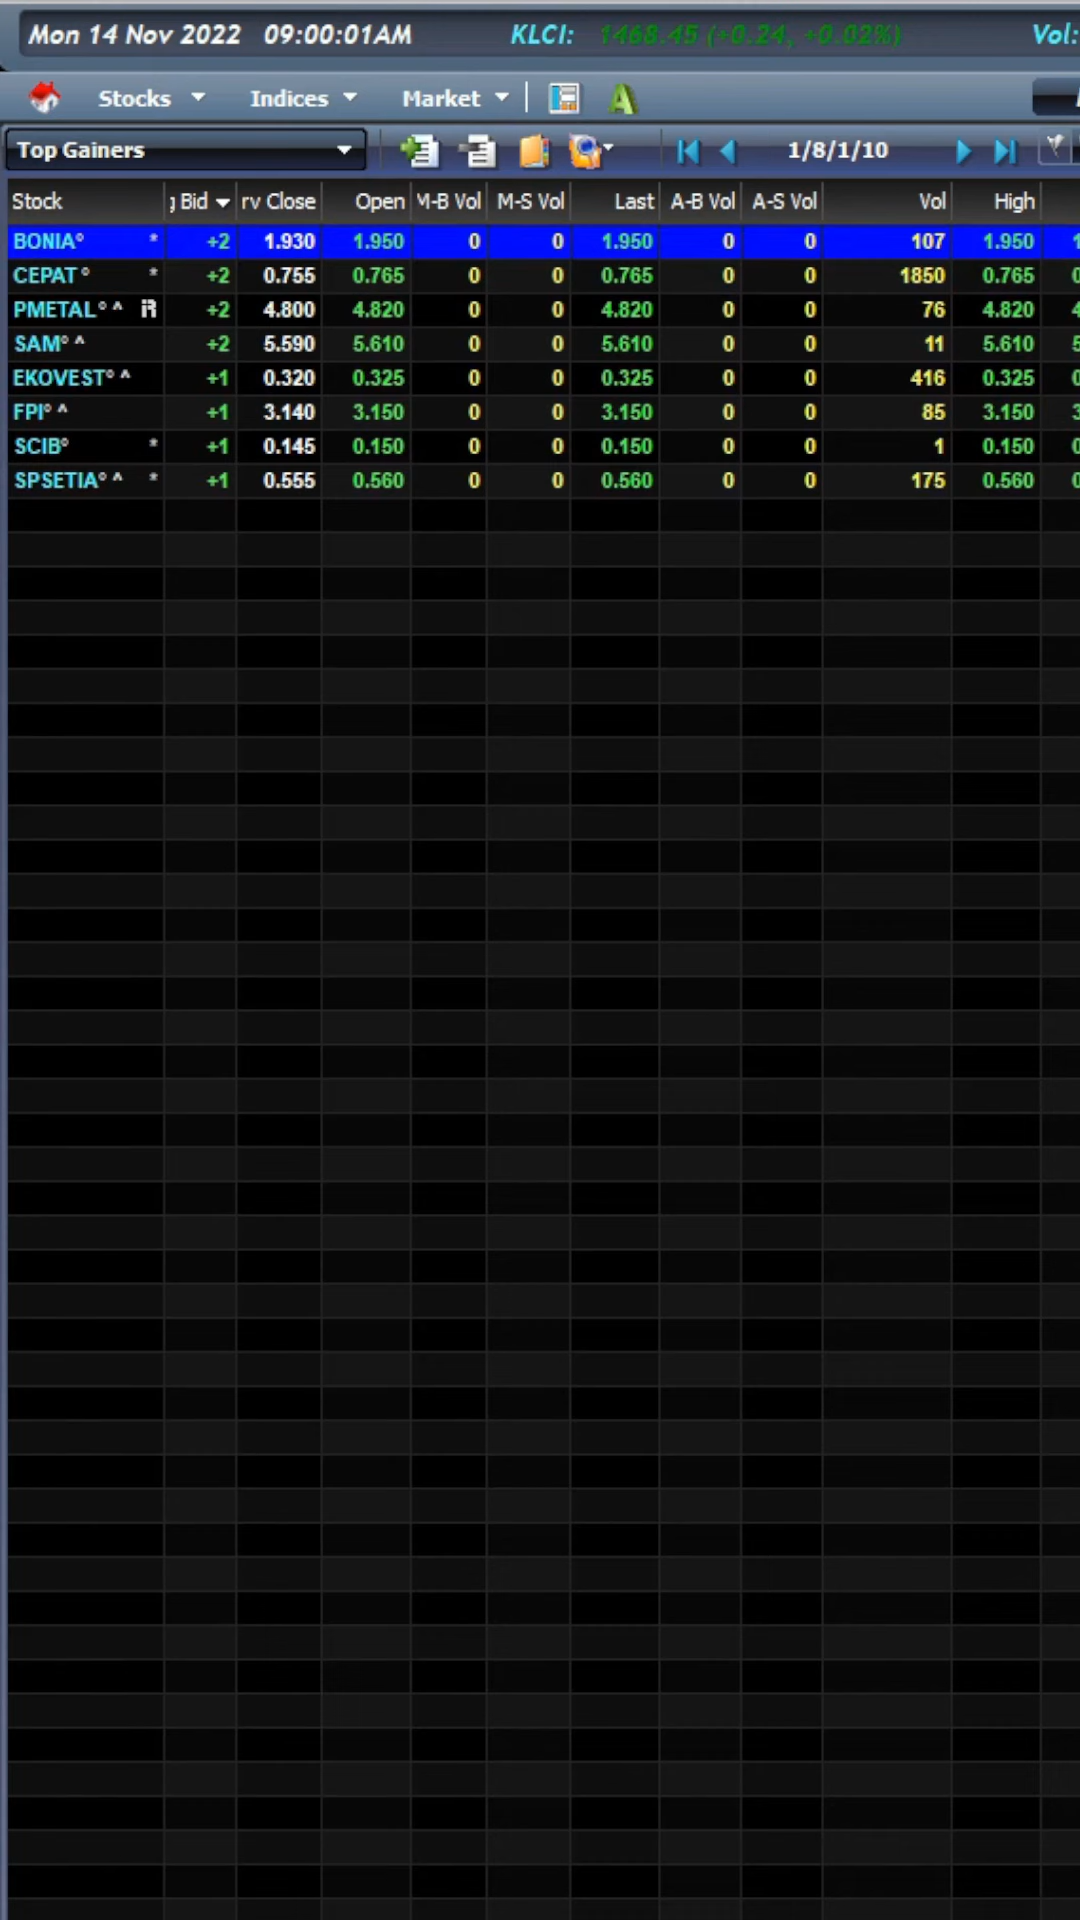 Mon 14 Nov 2022 09:00:01AM KLCI: 1468.45 (+0.24, +0.02%) Vol:
Stocks Indices Market
Top Gainers 1/8/1/10
Stock g Bid rv Close Open M-B Vol M-S Vol Last A-B Vol A-S Vol Vol High
BONIA° * +2 1.930 1.950 0 0 1.950 0 0 107 1.950
CEPAT° * +2 0.755 0.765 0 0 0.765 0 0 1850 0.765
PMETAL° ^ +2 4.800 4.820 0 0 4.820 0 0 76 4.820
SAM° ^ +2 5.590 5.610 0 0 5.610 0 0 11 5.610
EKOVEST° ^ +1 0.320 0.325 0 0 0.325 0 0 416 0.325
FPI° ^ +1 3.140 3.150 0 0 3.150 0 0 85 3.150
SCIB° * +1 0.145 0.150 0 0 0.150 0 0 1 0.150
SPSETIA° ^ * +1 0.555 0.560 0 0 0.560 0 0 175 0.560